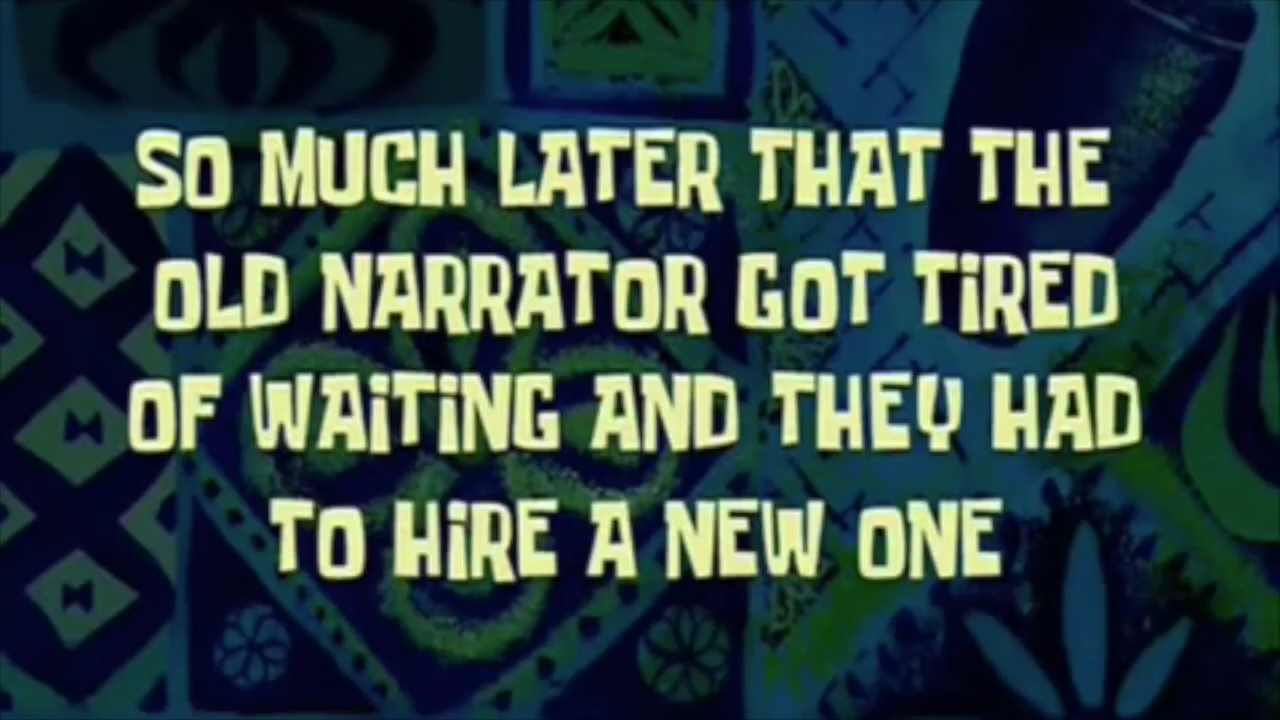 SO MUCH LATER THAT THE
OLD NARRATOR GOT TiRED
OF WAiTiNG AND THEY HAD
TO HiRE A NEW ONE